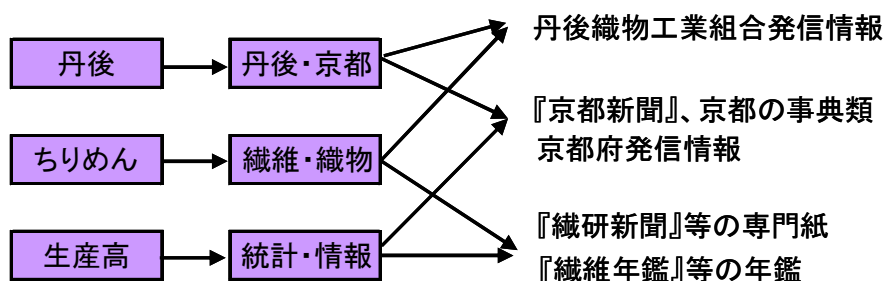 丹後
丹後・京都
丹後織物工業組合発信情報
ちりめん
繊維・織物
『京都新聞』、京都の事典類
京都府発信情報
生産高
統計・情報
『繊研新聞』等の専門紙
『繊維年鑑』等の年鑑